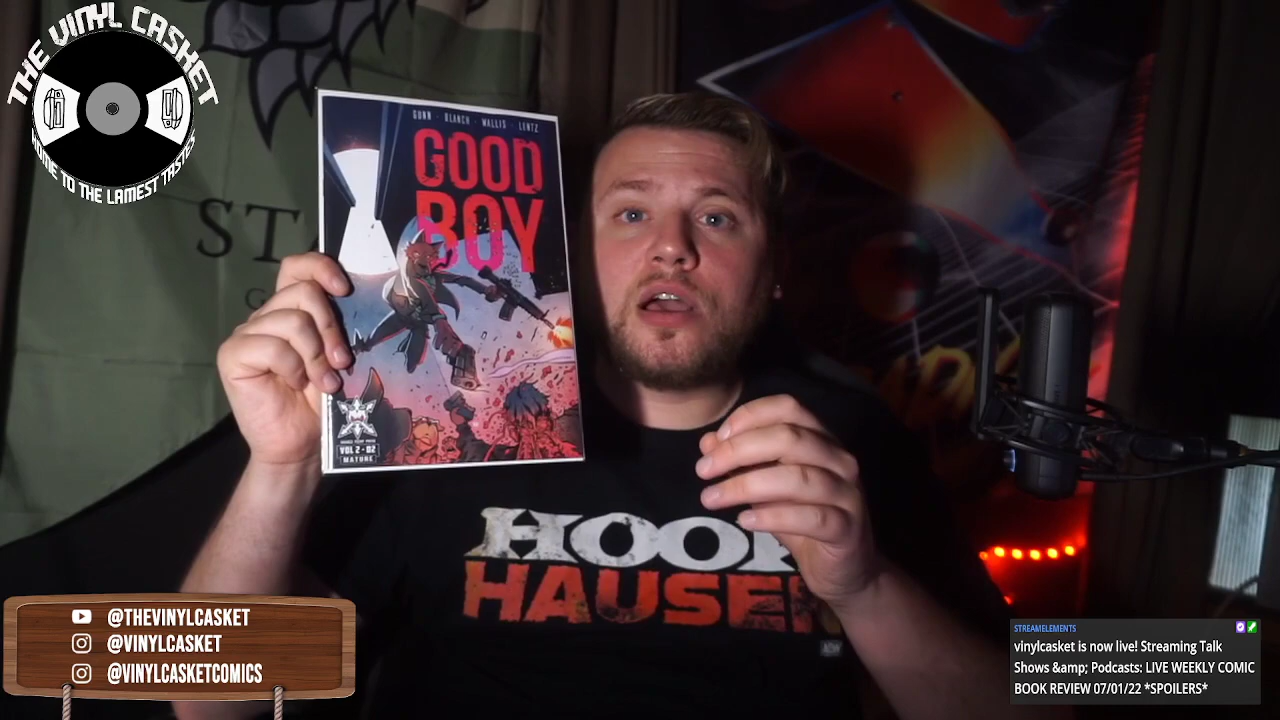 THE VINYL CASKET
HOME TO THE LAMEST TASTES
GUNN · BLANCH · WALLIS · LENTZ
GOOD
BOY
VOL 2 - 02
MATURE
HOON
HAUSER
@THEVINYLCASKET
@VINYLCASKET
@VINYLCASKETCOMICS
STREAMELEMENTS
vinylcasket is now live! Streaming Talk
Shows &amp; Podcasts: LIVE WEEKLY COMIC
BOOK REVIEW 07/01/22 *SPOILERS*